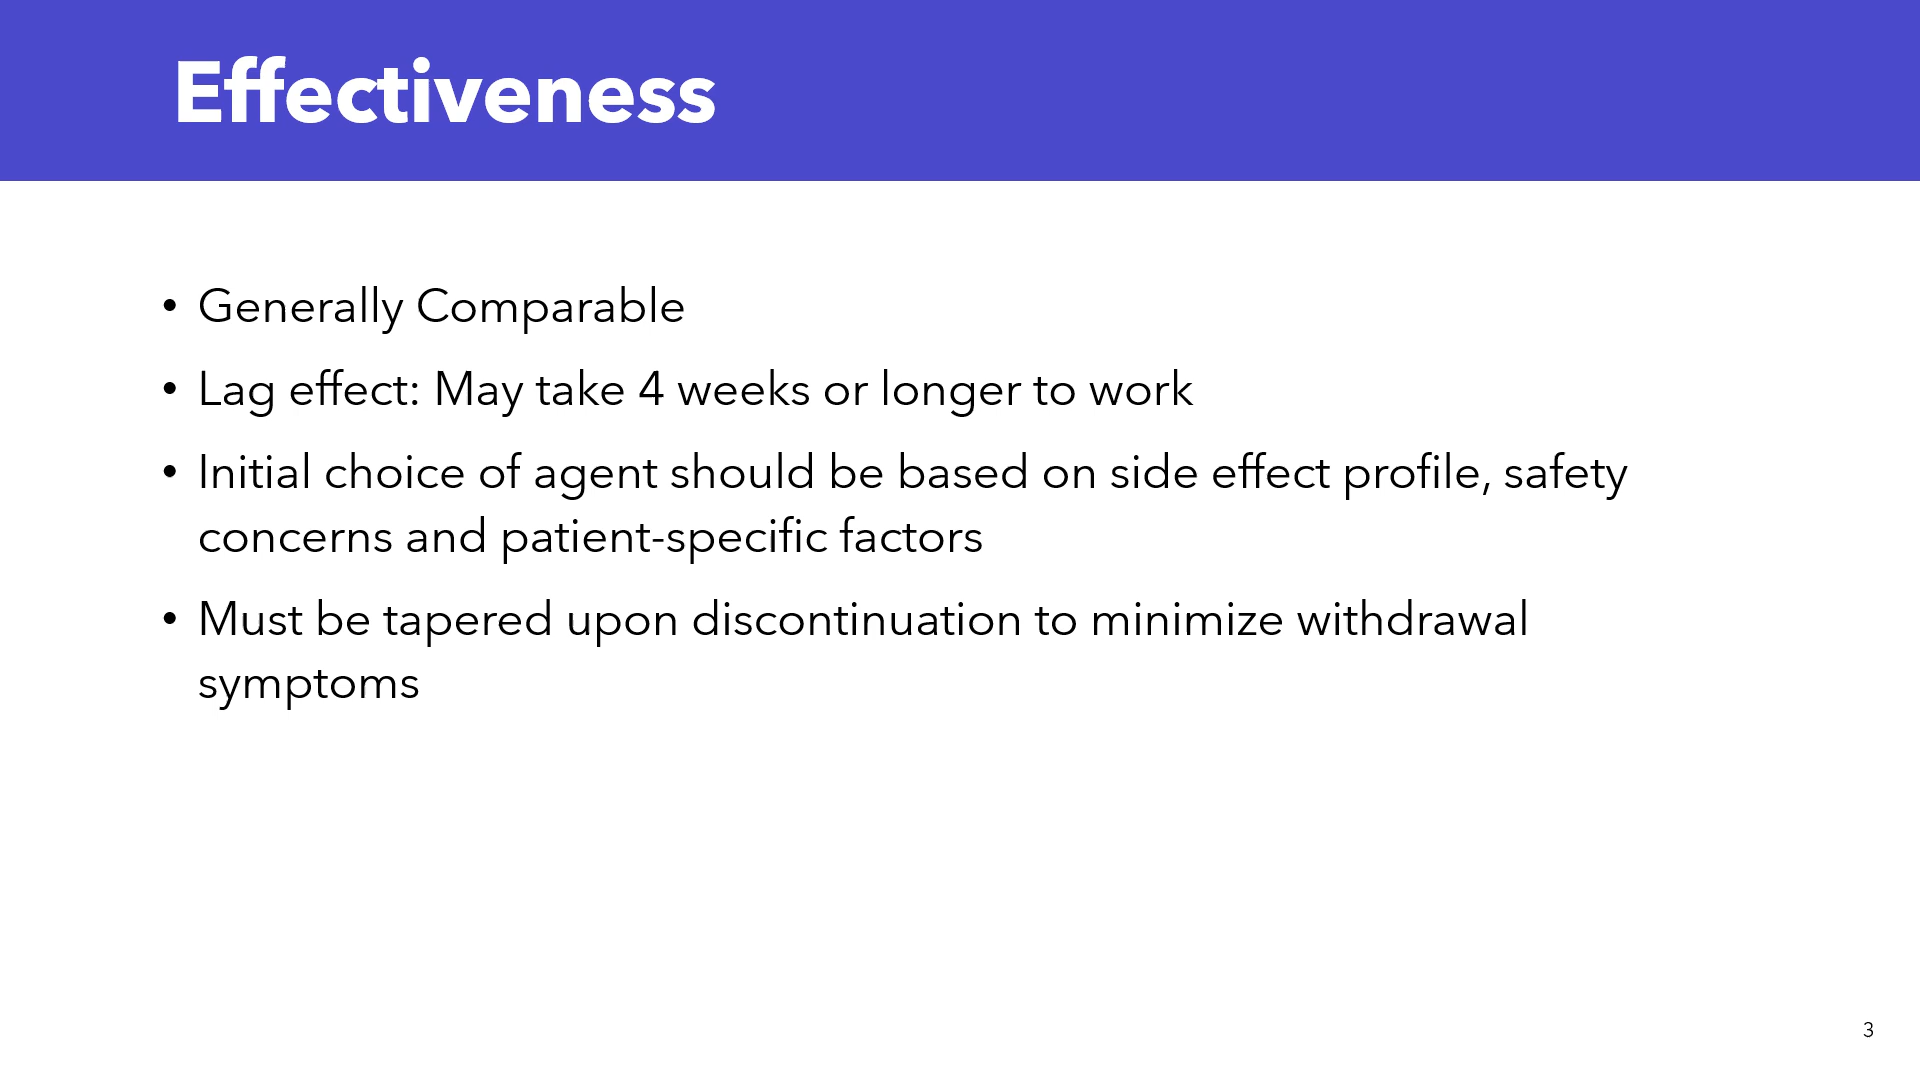 Effectiveness
• Generally Comparable
• Lag effect: May take 4 weeks or longer to work
• Initial choice of agent should be based on side effect profile, safety
concerns and patient-specific factors
• Must be tapered upon discontinuation to minimize withdrawal
symptoms
3